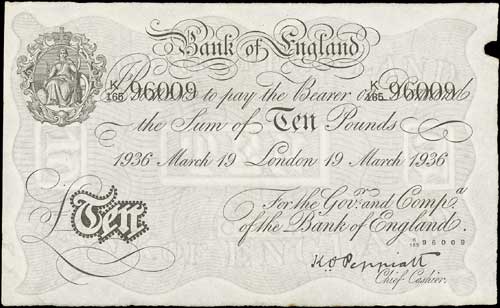 Bank of England
K/165 96009 K/165 96009
Promise to pay the Bearer on Demand
the Sum of Ten Pounds
1936 March 19 London 19 March 1936
For the Govr. and Compa.
of the Bank of England.
K/165 96009
£Ten
K.O. Peppiatt
Chief Cashier.